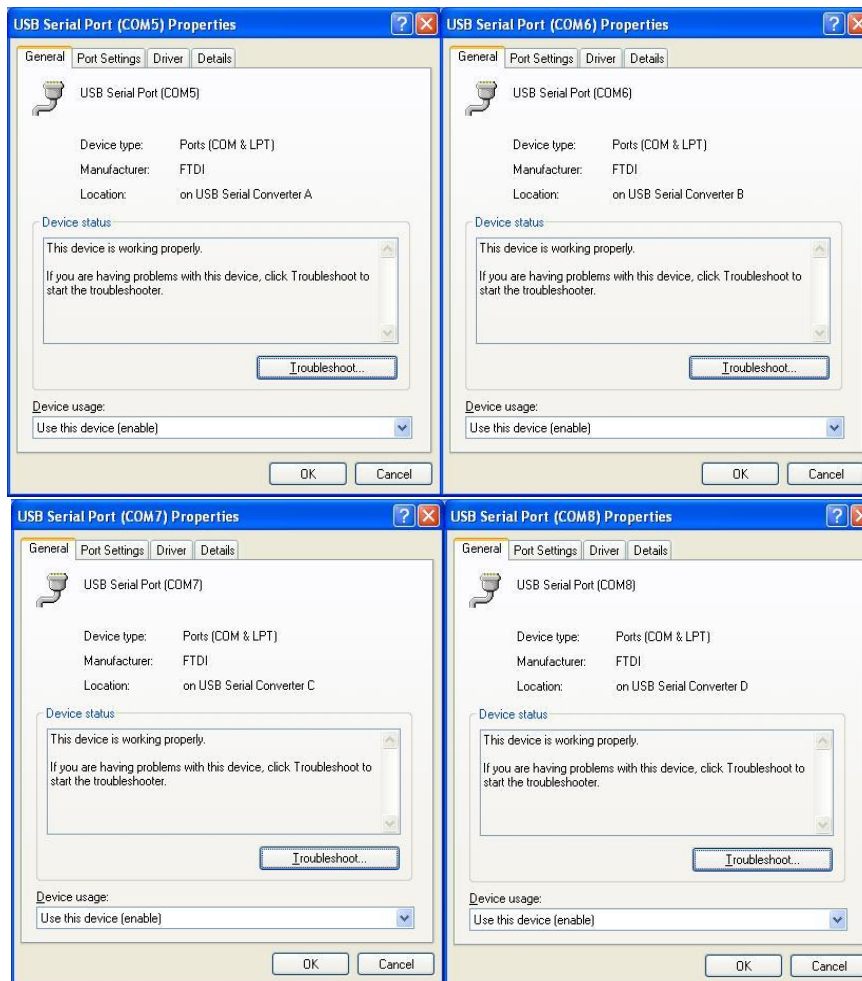 USB Serial Port (COM5) Properties
General Port Settings Driver Details
USB Serial Port (COM5)
Device type: Ports (COM & LPT)
Manufacturer: FTDI
Location: on USB Serial Converter A
Device status
This device is working properly.
If you are having problems with this device, click Troubleshoot to
start the troubleshooter.
Troubleshoot...
Device usage:
Use this device (enable)
OK Cancel
USB Serial Port (COM6) Properties
General Port Settings Driver Details
USB Serial Port (COM6)
Device type: Ports (COM & LPT)
Manufacturer: FTDI
Location: on USB Serial Converter B
Device status
This device is working properly.
If you are having problems with this device, click Troubleshoot to
start the troubleshooter.
Troubleshoot...
Device usage:
Use this device (enable)
OK Cancel
USB Serial Port (COM7) Properties
General Port Settings Driver Details
USB Serial Port (COM7)
Device type: Ports (COM & LPT)
Manufacturer: FTDI
Location: on USB Serial Converter C
Device status
This device is working properly.
If you are having problems with this device, click Troubleshoot to
start the troubleshooter.
Troubleshoot...
Device usage:
Use this device (enable)
OK Cancel
USB Serial Port (COM8) Properties
General Port Settings Driver Details
USB Serial Port (COM8)
Device type: Ports (COM & LPT)
Manufacturer: FTDI
Location: on USB Serial Converter D
Device status
This device is working properly.
If you are having problems with this device, click Troubleshoot to
start the troubleshooter.
Troubleshoot...
Device usage:
Use this device (enable)
OK Cancel